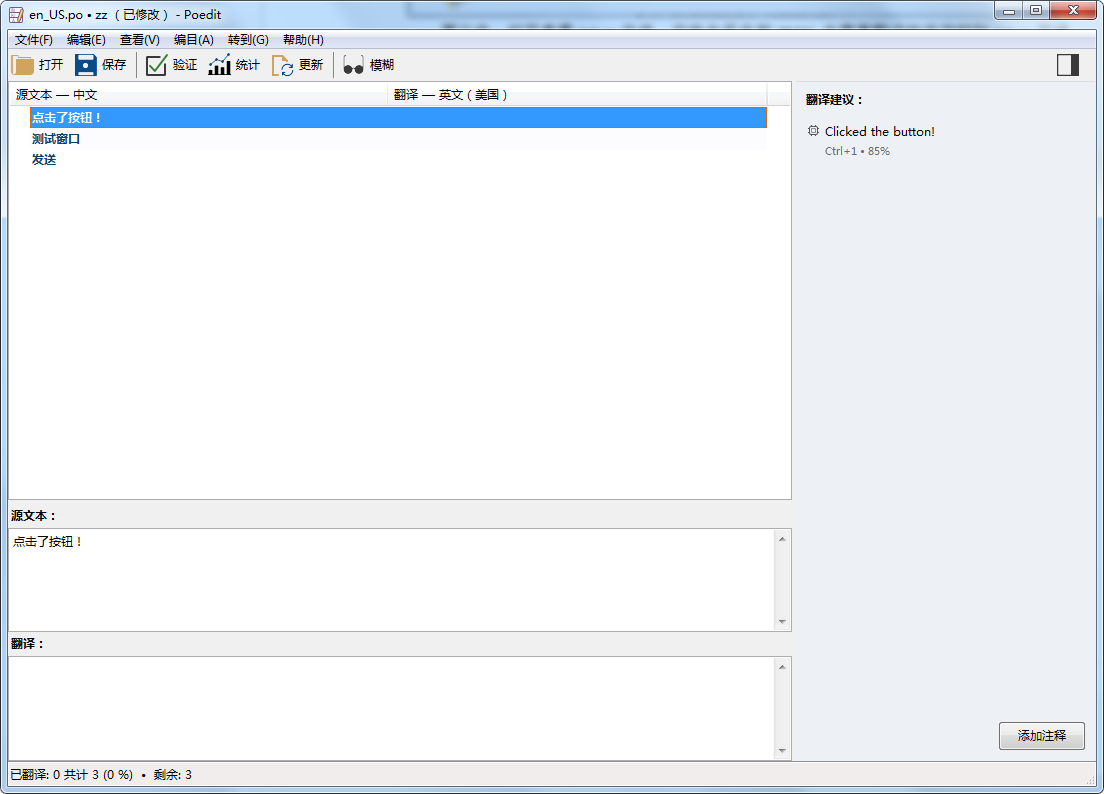 en_US.po • zz （已修改） - Poedit
文件(F) 编辑(E) 查看(V) 编目(A) 转到(G) 帮助(H)
打开 保存 验证 统计 更新 模糊
源文本 — 中文 翻译 — 英文（美国）
点击了按钮！
测试窗口
发送
翻译建议：
Clicked the button!
Ctrl+1 • 85%
源文本：
点击了按钮！
翻译：
添加注释
已翻译: 0 共计 3 (0 %) • 剩余: 3